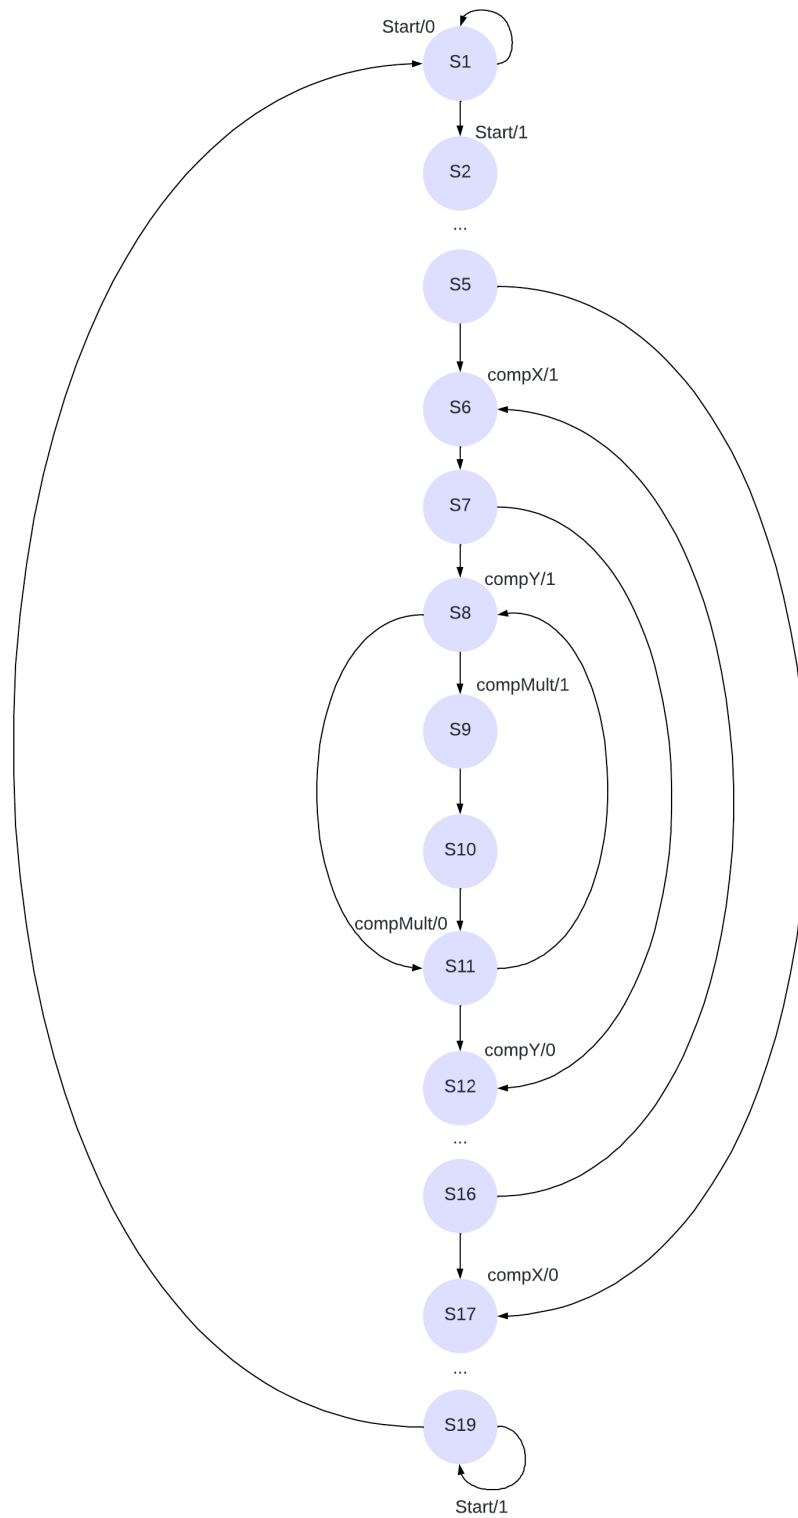 Start/0
S1
Start/1
S2
...
S5
compX/1
S6
S7
compY/1
S8
compMult/1
S9
S10
compMult/0
S11
compY/0
S12
...
S16
compX/0
S17
...
S19
Start/1